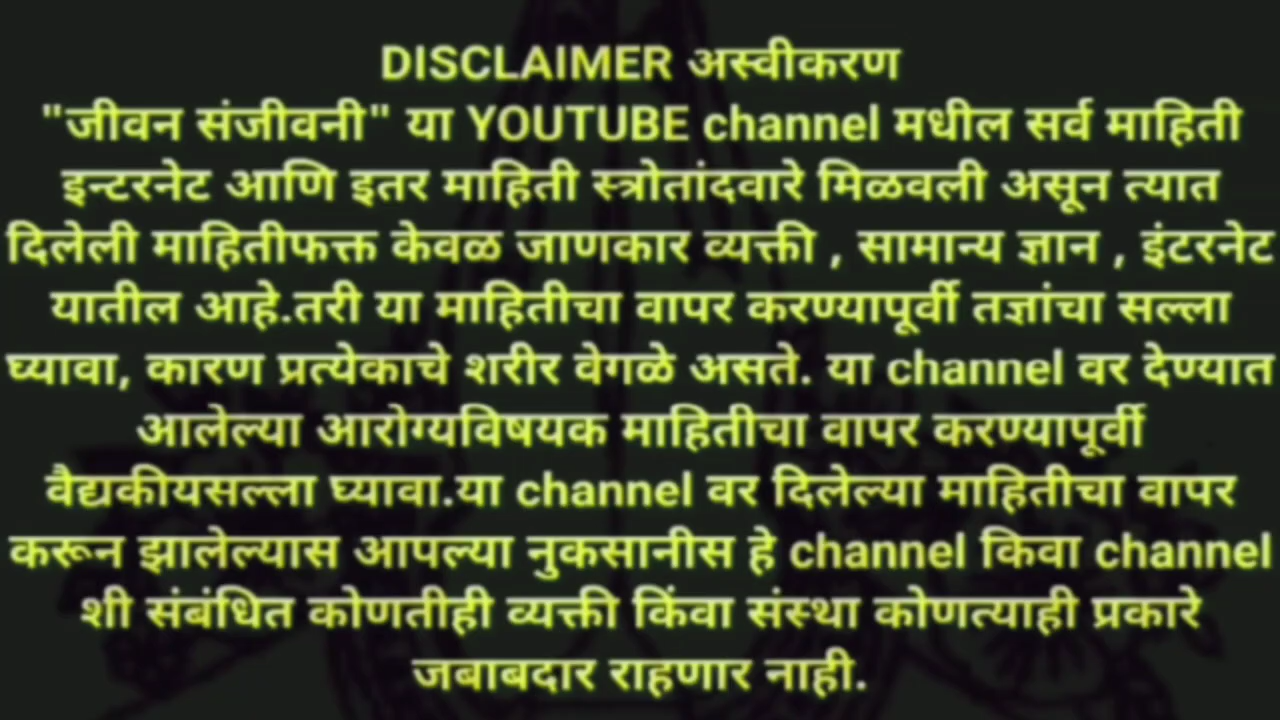 DISCLAIMER अस्वीकरण
"जीवन संजीवनी" या YOUTUBE channel मधील सर्व माहिती
इन्टरनेट आणि इतर माहिती स्त्रोतांदवारे मिळवली असून त्यात
दिलेली माहितीफक्त केवळ जाणकार व्यक्ती , सामान्य ज्ञान , इंटरनेट
यातील आहे.तरी या माहितीचा वापर करण्यापूर्वी तज्ञांचा सल्ला
घ्यावा, कारण प्रत्येकाचे शरीर वेगळे असते. या channel वर देण्यात
आलेल्या आरोग्यविषयक माहितीचा वापर करण्यापूर्वी
वैद्यकीयसल्ला घ्यावा.या channel वर दिलेल्या माहितीचा वापर
करून झालेल्यास आपल्या नुकसानीस हे channel किवा channel
शी संबंधित कोणतीही व्यक्ती किंवा संस्था कोणत्याही प्रकारे
जबाबदार राहणार नाही.